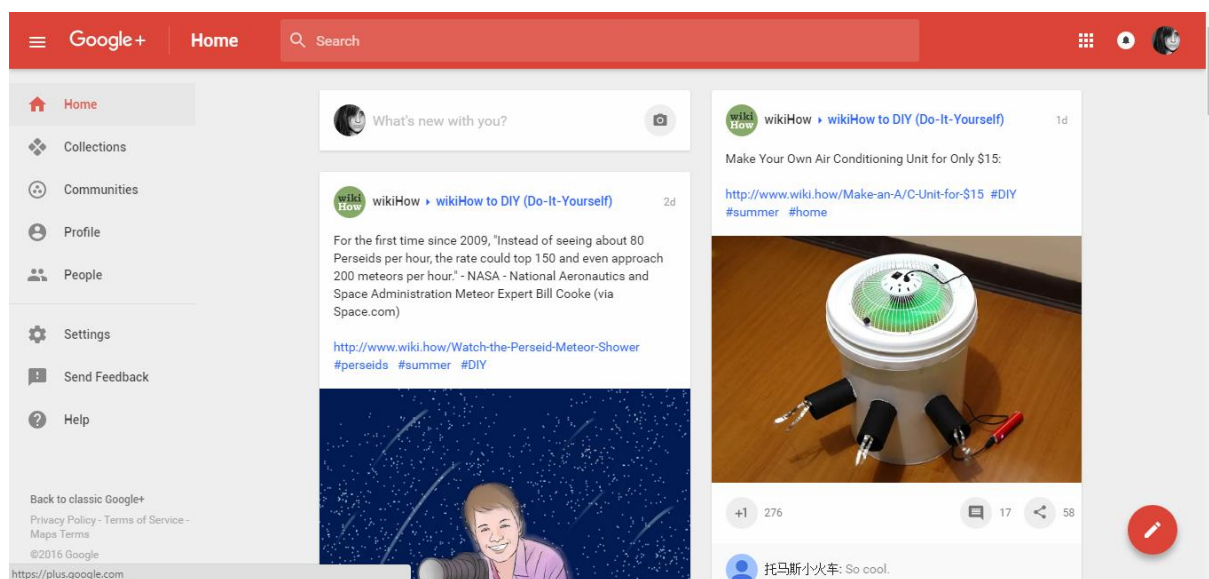 Google+ Home Search
Home
Collections
Communities
Profile
People
Settings
Send Feedback
Help
Back to classic Google+
Privacy Policy - Terms of Service -
Maps Terms
©2016 Google
https://plus.google.com
What's new with you?
wiki
How
wikiHow ▸ wikiHow to DIY (Do-It-Yourself) 2d
For the first time since 2009, "Instead of seeing about 80
Perseids per hour, the rate could top 150 and even approach
200 meteors per hour." - NASA - National Aeronautics and
Space Administration Meteor Expert Bill Cooke (via
Space.com)
http://www.wiki.how/Watch-the-Perseid-Meteor-Shower
#perseids #summer #DIY
wiki
How
wikiHow ▸ wikiHow to DIY (Do-It-Yourself) 1d
Make Your Own Air Conditioning Unit for Only $15:
http://www.wiki.how/Make-an-A/C-Unit-for-$15 #DIY
#summer #home
+1 276 17 58
托马斯小火车: So cool.